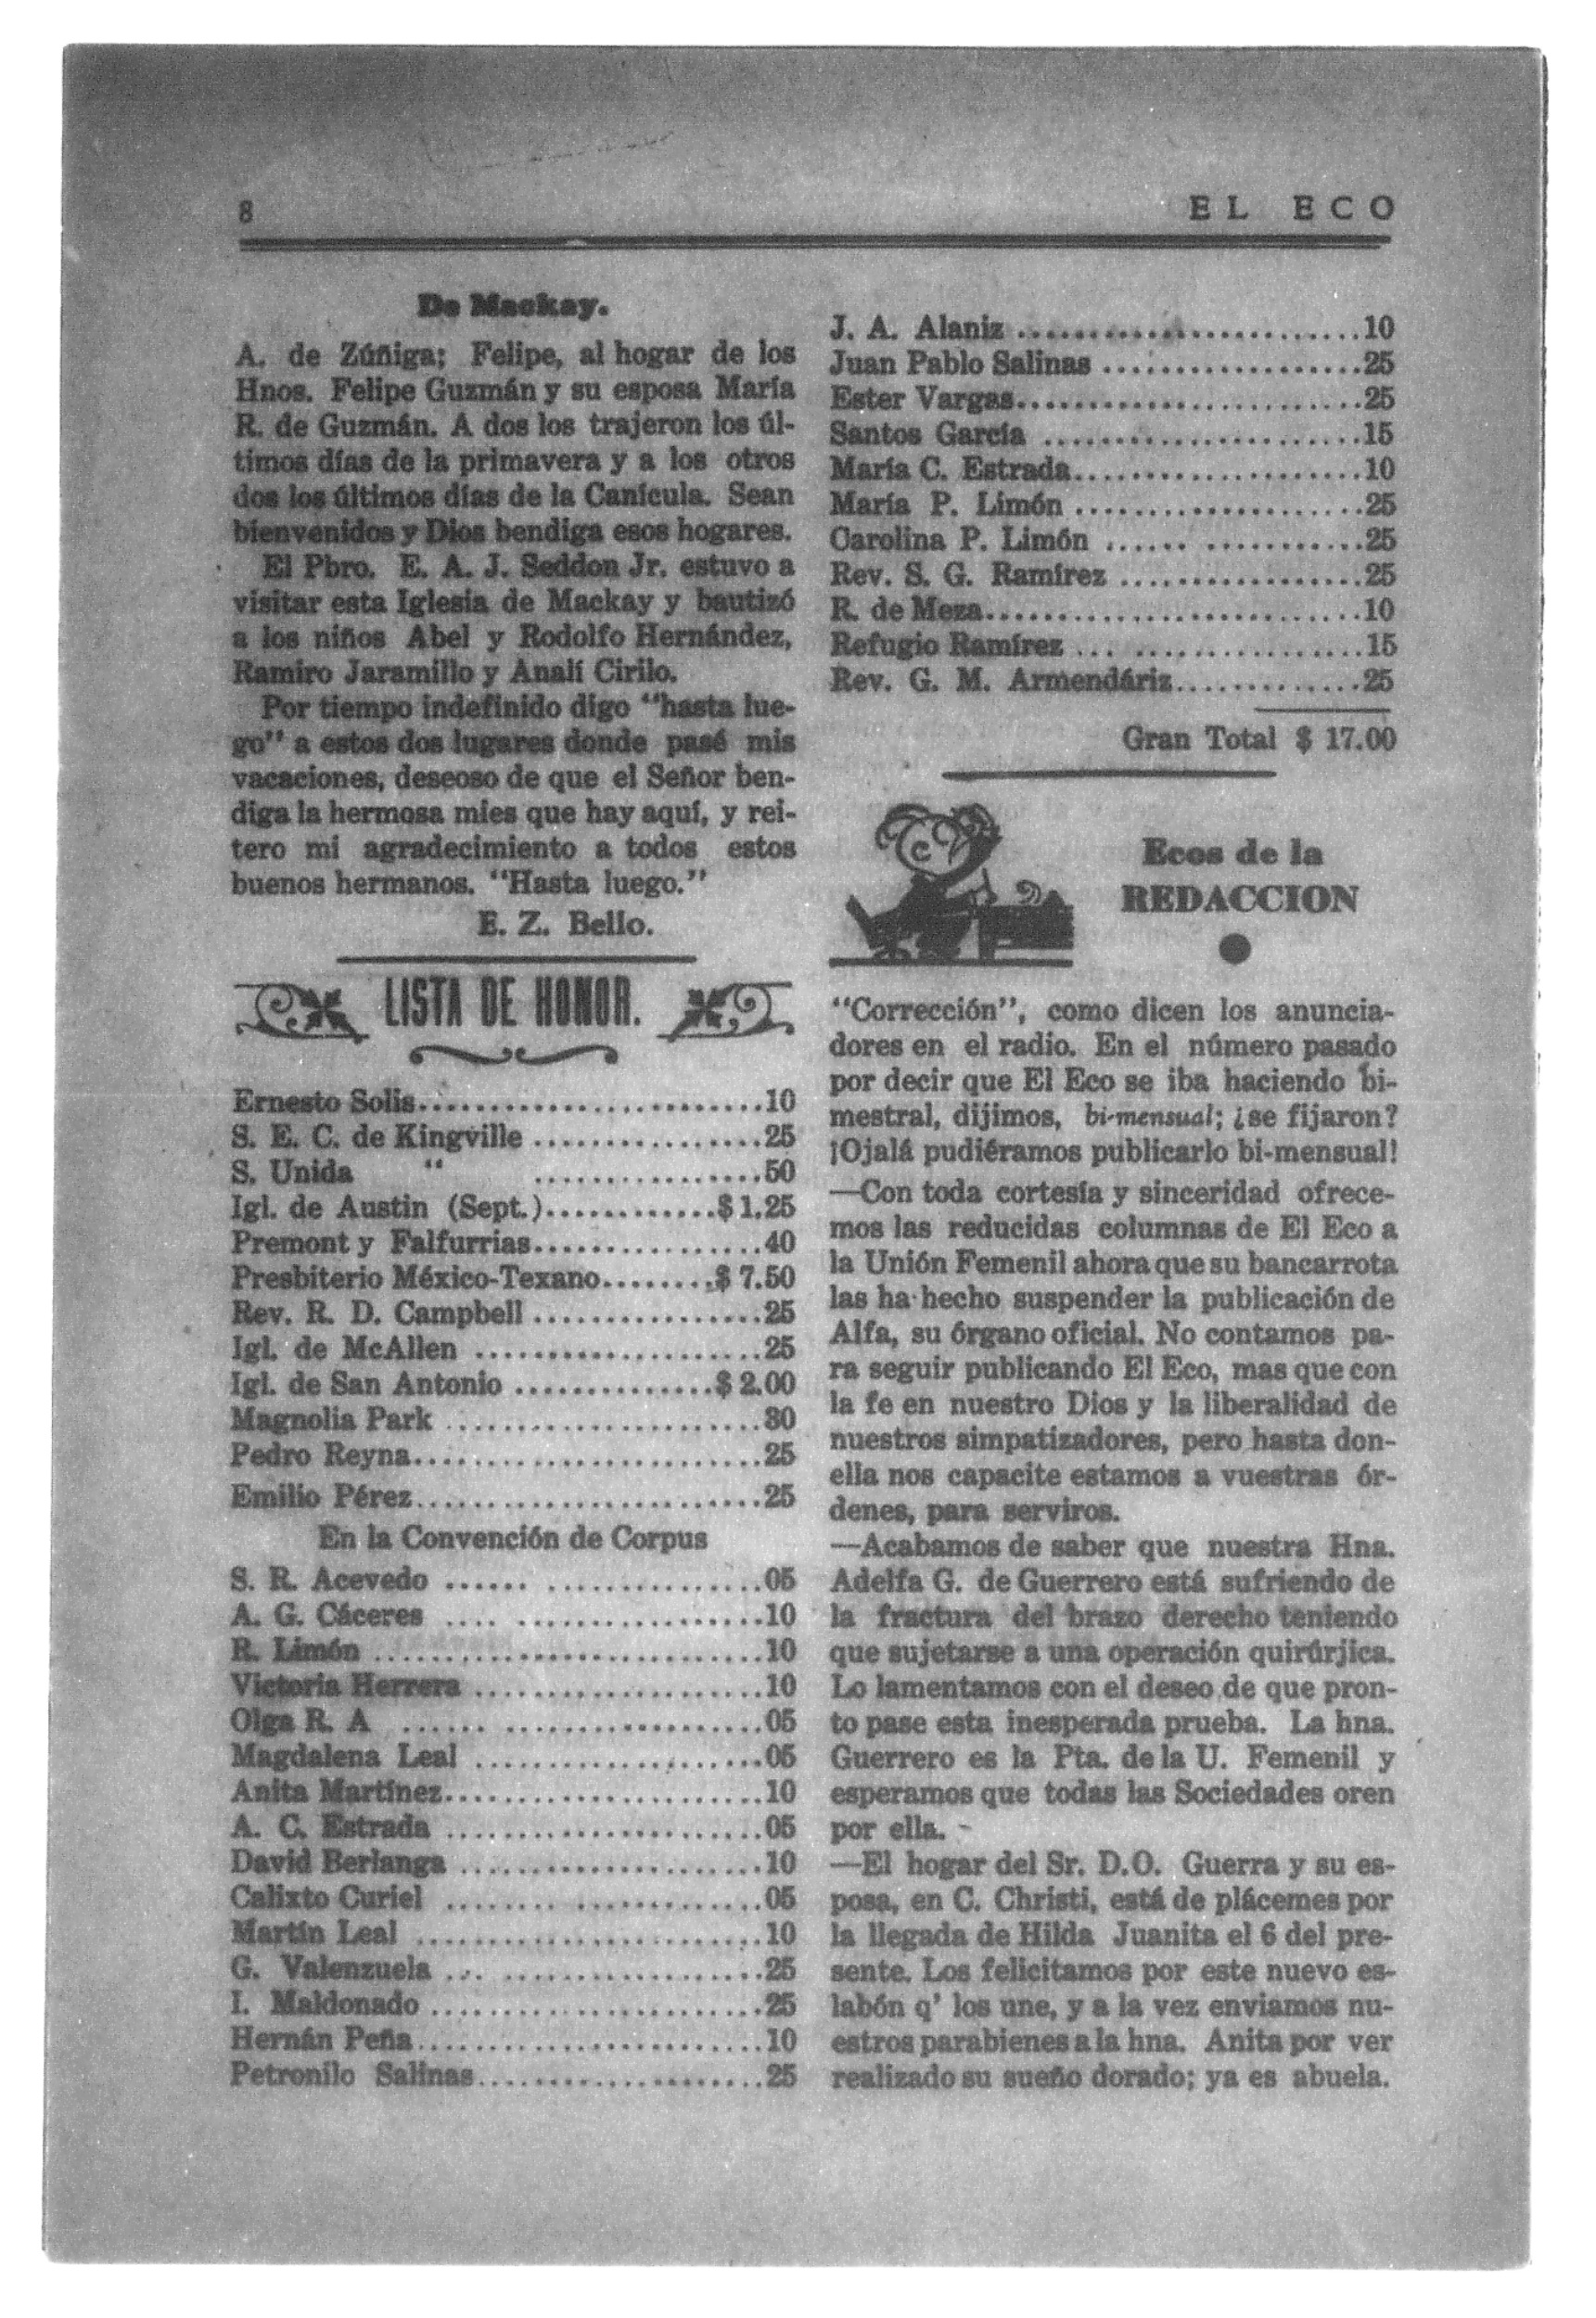 8
EL ECO
De Mackay.
A. de Zúñiga; Felipe, al hogar de los
Hnos. Felipe Guzmán y su esposa María
R. de Guzmán. A dos los trajeron los úl-
timos días de la primavera y a los otros
dos los últimos días de la Canícula. Sean
bienvenidos y Dios bendiga esos hogares.
El Pbro. E. A. J. Seddon Jr. estuvo a
visitar esta Iglesia de Mackay y bautizó
a los niños Abel y Rodolfo Hernández,
Ramiro Jaramillo y Analí Cirilo.
Por tiempo indefinido digo "hasta lue-
go" a estos dos lugares donde pasé mis
vacaciones, deseoso de que el Señor ben-
diga la hermosa mies que hay aquí, y rei-
tero mi agradecimiento a todos estos
buenos hermanos. "Hasta luego."
E. Z. Bello.
LISTA DE HONOR.
Ernesto Solis........................10
S. E. C. de Kingville ................25
S. Unida " ................50
Igl. de Austin (Sept.)............$ 1.25
Premont y Falfurrias................40
Presbiterio México-Texano........$ 7.50
Rev. R. D. Campbell ................25
Igl. de McAllen ....................25
Igl. de San Antonio ..............$ 2.00
Magnolia Park ......................30
Pedro Reyna........................25
Emilio Pérez........................25
En la Convención de Corpus
S. R. Acevedo ...... ...............05
A. G. Cáceres .... .................10
R. Limón ...........................10
Victoria Herrera ....................10
Olga R. A ...... ..................05
Magdalena Leal ....................05
Anita Martínez......................10
A. C. Estrada ......................05
David Berlanga .....................10
Calixto Curiel ........ .............05
Martín Leal ........................10
G. Valenzuela ... ..................25
I. Maldonado .......................25
Hernán Peña........................10
Petronilo Salinas....................25
J. A. Alaniz ........................10
Juan Pablo Salinas ..................25
Ester Vargas........................25
Santos García ......................15
María C. Estrada....................10
María P. Limón ....................25
Carolina P. Limón ...... ...........25
Rev. S. G. Ramírez .................25
R. de Meza..........................10
Refugio Ramírez ... ................15
Rev. G. M. Armendáriz.............25
Gran Total $ 17.00
Ecos de la
REDACCION
"Corrección", como dicen los anuncia-
dores en el radio. En el número pasado
por decir que El Eco se iba haciendo bi-
mestral, dijimos, bi-mensual; ¿se fijaron?
¡Ojalá pudiéramos publicarlo bi-mensual!
—Con toda cortesía y sinceridad ofrece-
mos las reducidas columnas de El Eco a
la Unión Femenil ahora que su bancarrota
las ha hecho suspender la publicación de
Alfa, su órgano oficial. No contamos pa-
ra seguir publicando El Eco, mas que con
la fe en nuestro Dios y la liberalidad de
nuestros simpatizadores, pero hasta don-
ella nos capacite estamos a vuestras ór-
denes, para serviros.
—Acabamos de saber que nuestra Hna.
Adelfa G. de Guerrero está sufriendo de
la fractura del brazo derecho teniendo
que sujetarse a una operación quirúrjica.
Lo lamentamos con el deseo de que pron-
to pase esta inesperada prueba. La hna.
Guerrero es la Pta. de la U. Femenil y
esperamos que todas las Sociedades oren
por ella.
—El hogar del Sr. D.O. Guerra y su es-
posa, en C. Christi, está de plácemes por
la llegada de Hilda Juanita el 6 del pre-
sente. Los felicitamos por este nuevo es-
labón q' los une, y a la vez enviamos nu-
estros parabienes a la hna. Anita por ver
realizado su sueño dorado; ya es abuela.